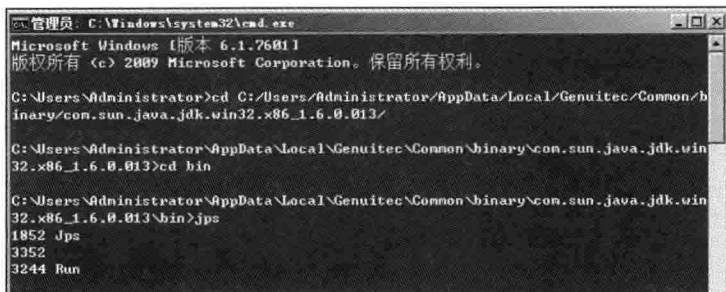 管理员: C:\Windows\system32\cmd.exe
Microsoft Windows [版本 6.1.7601]
版权所有 (c) 2009 Microsoft Corporation。保留所有权利。
C:\Users\Administrator>cd C:/Users/Administrator/AppData/Local/Genuitec/Common/b
inary/com.sun.java.jdk.win32.x86_1.6.0.013/
C:\Users\Administrator\AppData\Local\Genuitec\Common\binary\com.sun.java.jdk.win
32.x86_1.6.0.013>cd bin
C:\Users\Administrator\AppData\Local\Genuitec\Common\binary\com.sun.java.jdk.win
32.x86_1.6.0.013\bin>jps
1852 Jps
3352
3244 Run